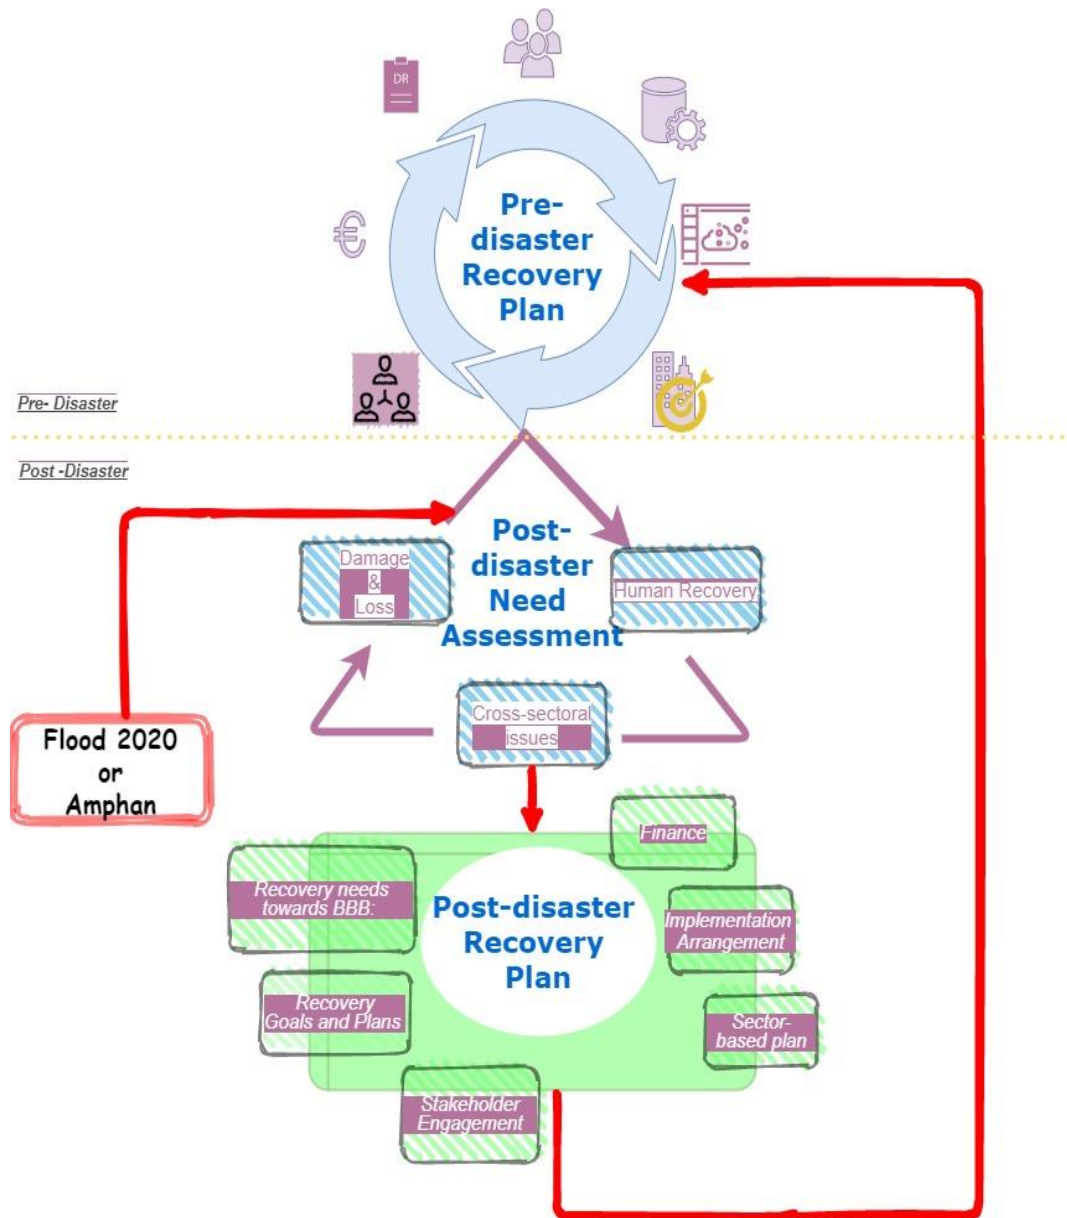 DR
Pre-
disaster
Recovery
Plan
€
Pre- Disaster
Post -Disaster
Post-
disaster
Need
Assessment
Damage
&
Loss
Human Recovery
Cross-sectoral
issues
Flood 2020
or
Amphan
Finance
Recovery needs
towards BBB:
Post-disaster
Recovery
Plan
Implementation
Arrangement
Recovery
Goals and Plans
Sector-
based plan
Stakeholder
Engagement